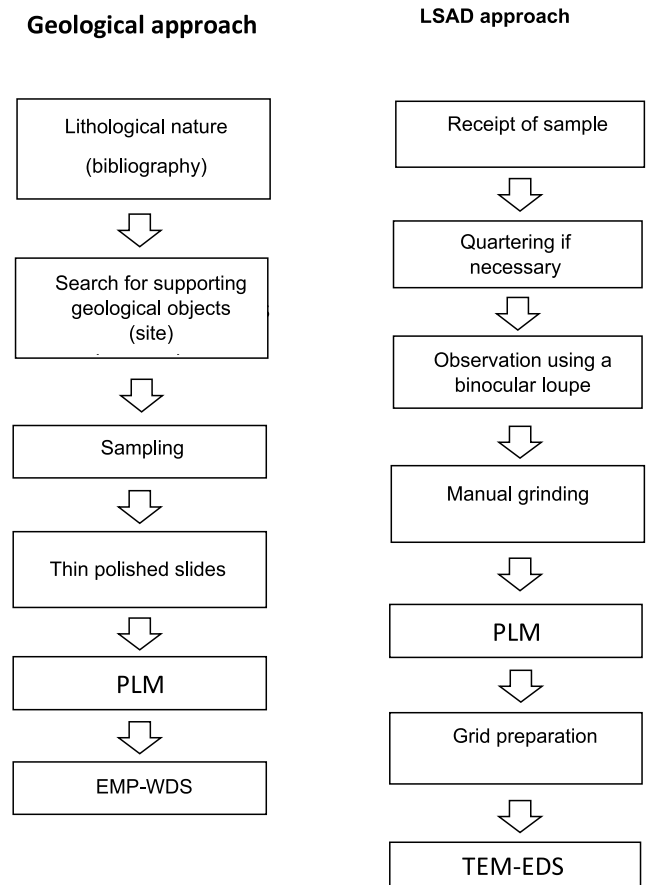 Geological approach
Lithological nature
(bibliography)
Search for supporting
geological objects
(site)
Sampling
Thin polished slides
PLM
EMP-WDS
LSAD approach
Receipt of sample
Quartering if
necessary
Observation using a
binocular loupe
Manual grinding
PLM
Grid preparation
TEM-EDS